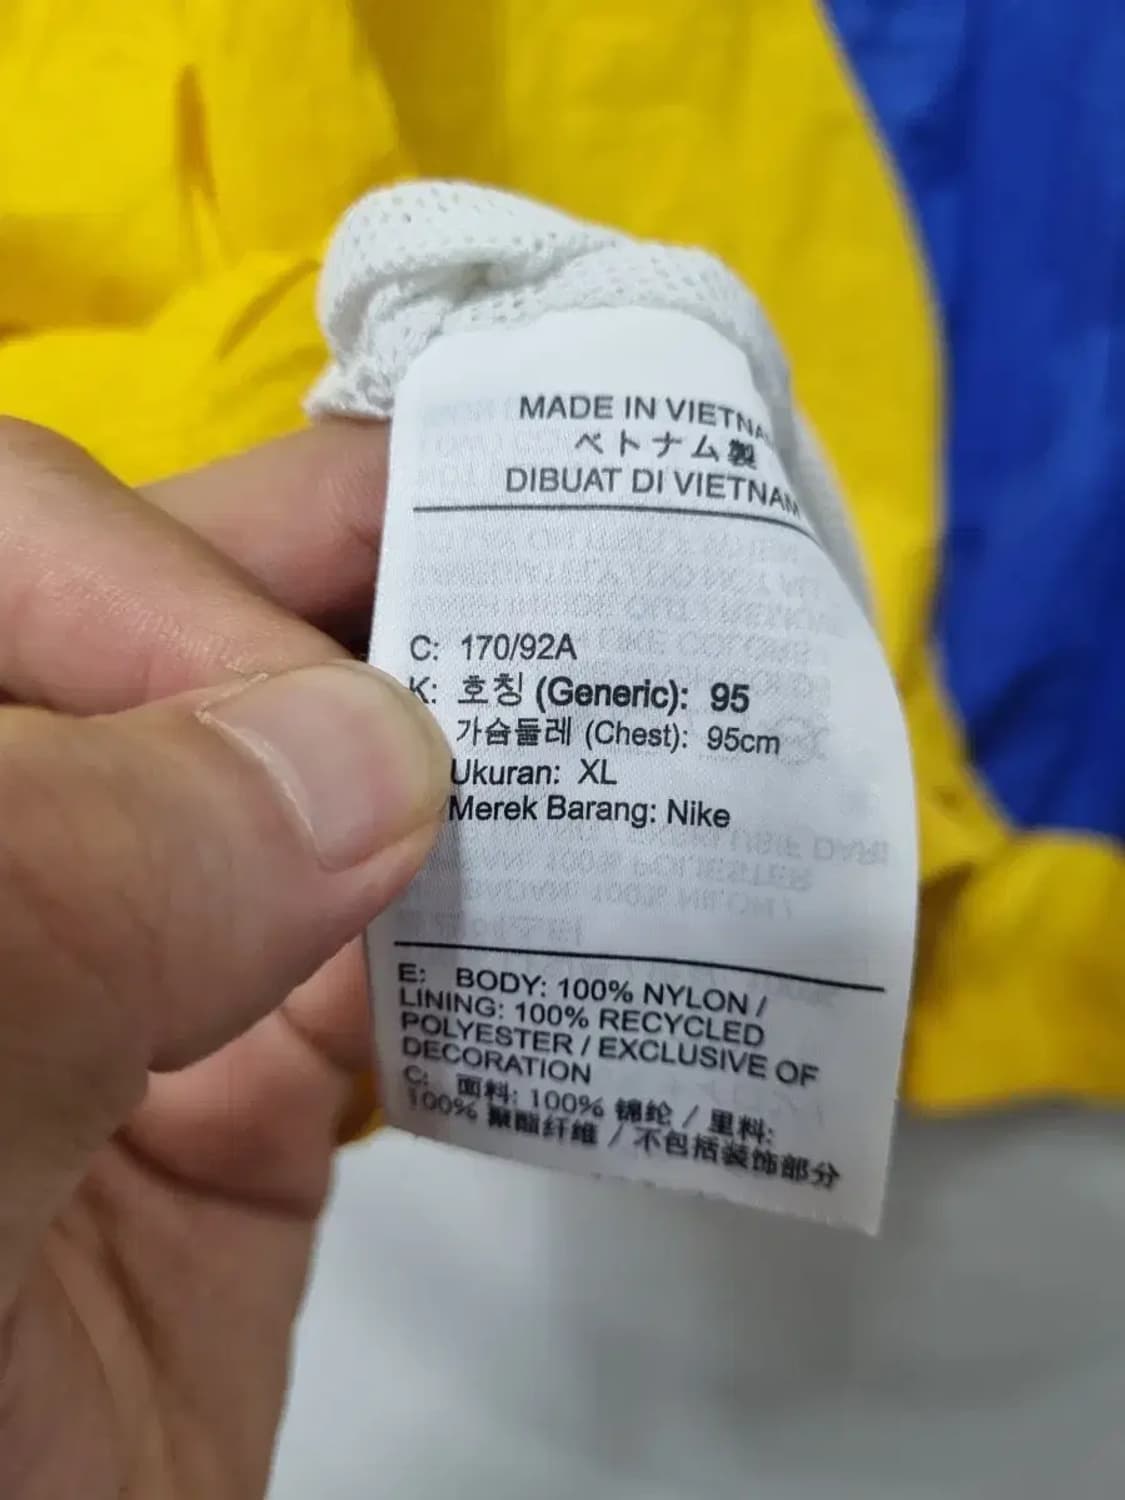 MADE IN VIETNA
ベトナム製
DIBUAT DI VIETNAM
C: 170/92A
K: 호칭 (Generic): 95
가슴둘레 (Chest): 95cm
Ukuran: XL
Merek Barang: Nike
E: BODY: 100% NYLON /
LINING: 100% RECYCLED
POLYESTER / EXCLUSIVE OF
DECORATION
C: 面料: 100% 锦纶 / 里料:
100% 聚酯纤维 / 不包括装饰部分